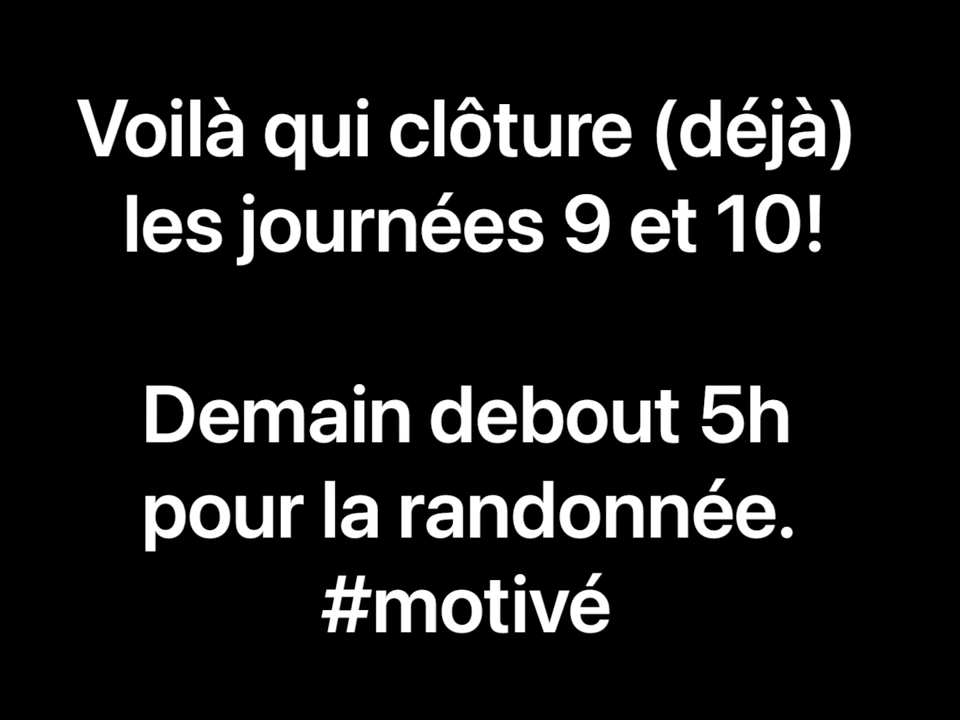 Voilà qui clôture (déjà)
les journées 9 et 10!
Demain debout 5h
pour la randonnée.
#motivé